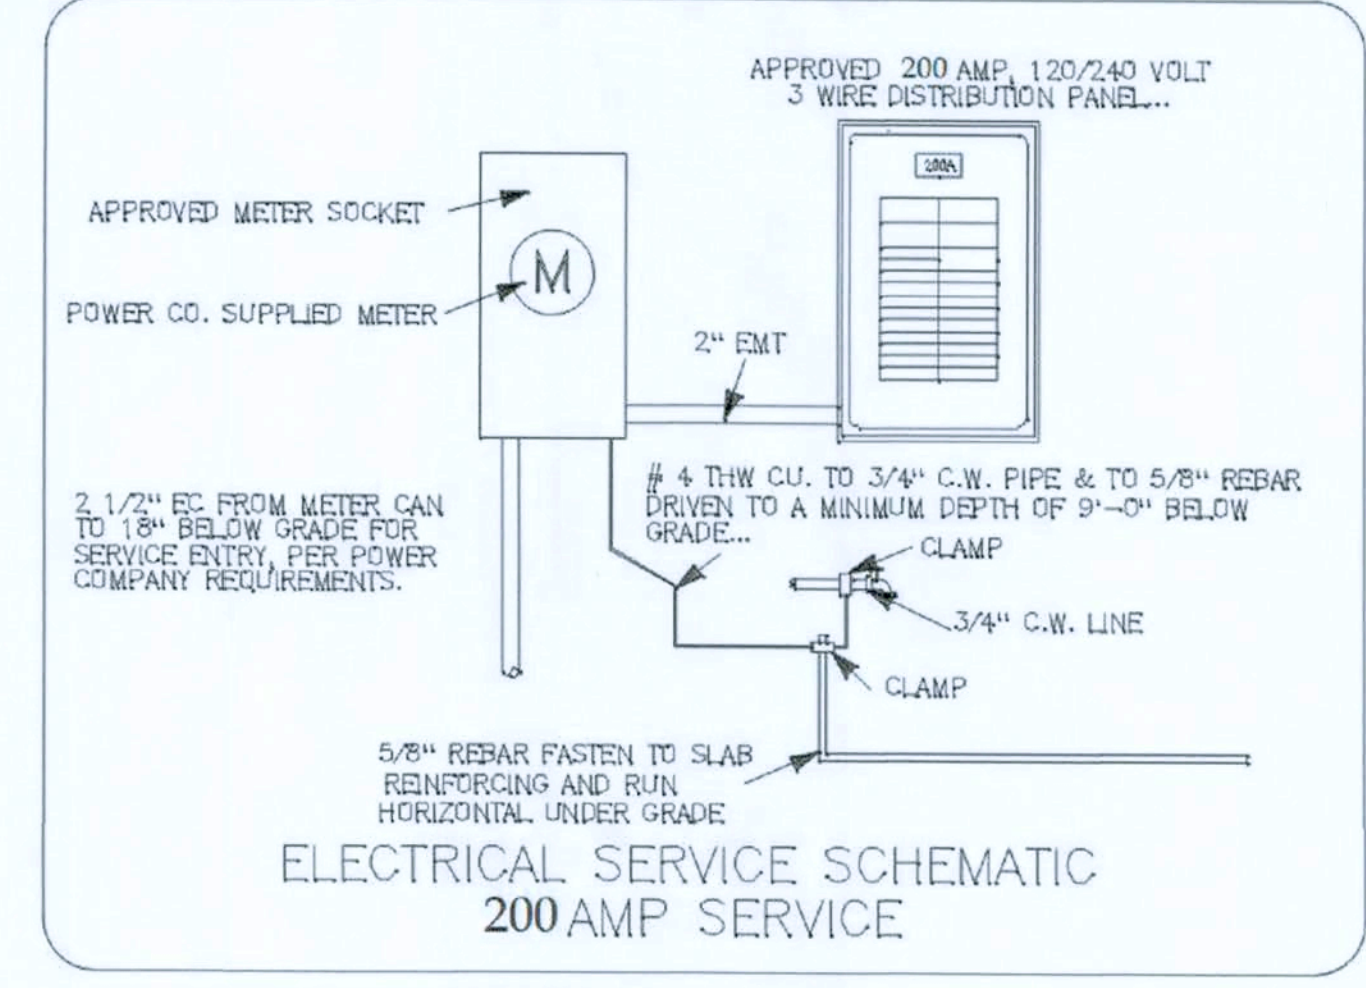 APPROVED 200 AMP, 120/240 VOLT
3 WIRE DISTRIBUTION PANEL...
200A
APPROVED METER SOCKET
M
POWER CO. SUPPLIED METER
2" EMT
# 4 THW CU. TO 3/4" C.W. PIPE & TO 5/8" REBAR
DRIVEN TO A MINIMUM DEPTH OF 9'-0" BELOW
GRADE...
2 1/2" EC FROM METER CAN
TO 18" BELOW GRADE FOR
SERVICE ENTRY, PER POWER
COMPANY REQUIREMENTS.
CLAMP
3/4" C.W. LINE
CLAMP
5/8" REBAR FASTEN TO SLAB
REINFORCING AND RUN
HORIZONTAL UNDER GRADE
ELECTRICAL SERVICE SCHEMATIC
200 AMP SERVICE